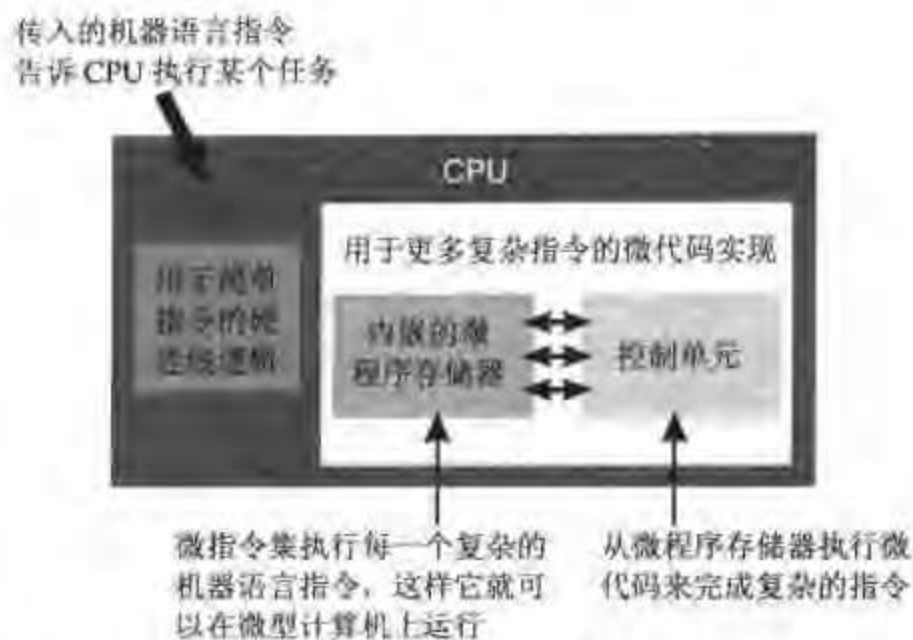 传入的机器语言指令
告诉 CPU 执行某个任务
CPU
用于更多复杂指令的微代码实现
用于简单
指令的硬
连线逻辑
内嵌的微
程序存储器
控制单元
微指令集执行每一个复杂的
机器语言指令，这样它就可
以在微型计算机上运行
从微程序存储器执行微
代码来完成复杂的指令